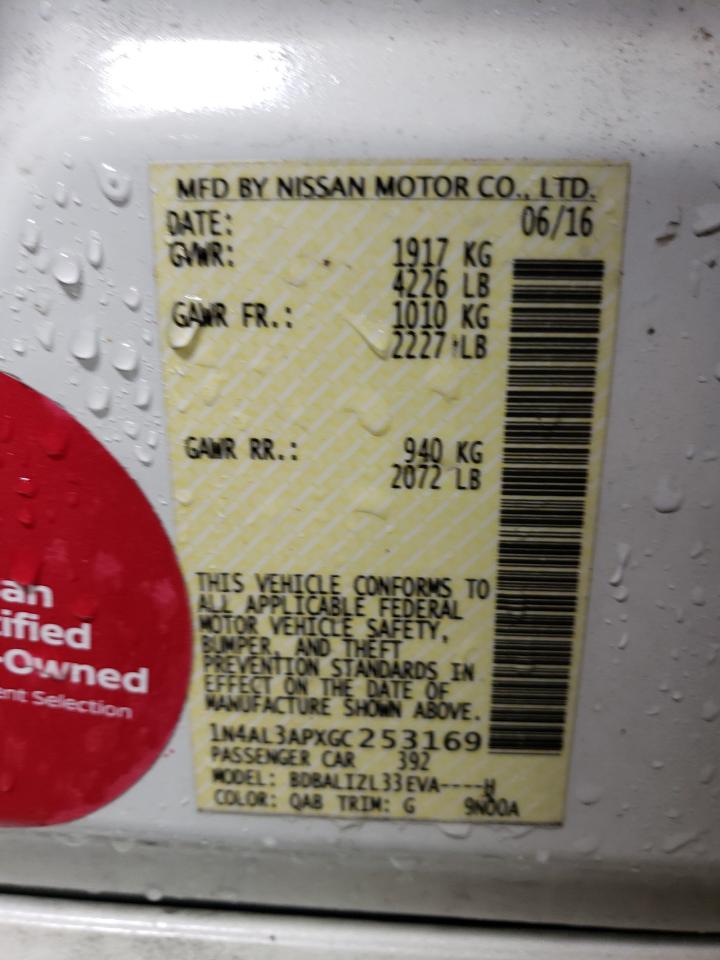 MFD BY NISSAN MOTOR CO., LTD.
DATE: 06/16
GVWR: 1917 KG
4226 LB
GAWR FR.: 1010 KG
2227 LB
GAWR RR.: 940 KG
2072 LB
THIS VEHICLE CONFORMS TO
ALL APPLICABLE FEDERAL
MOTOR VEHICLE SAFETY,
BUMPER, AND THEFT
PREVENTION STANDARDS IN
EFFECT ON THE DATE OF
MANUFACTURE SHOWN ABOVE.
1N4AL3APXGC253169
PASSENGER CAR 392
MODEL: BDBALIZL33EVA----H
COLOR: QAB TRIM: G 9N00A
an
ified
-Owned
ent Selection